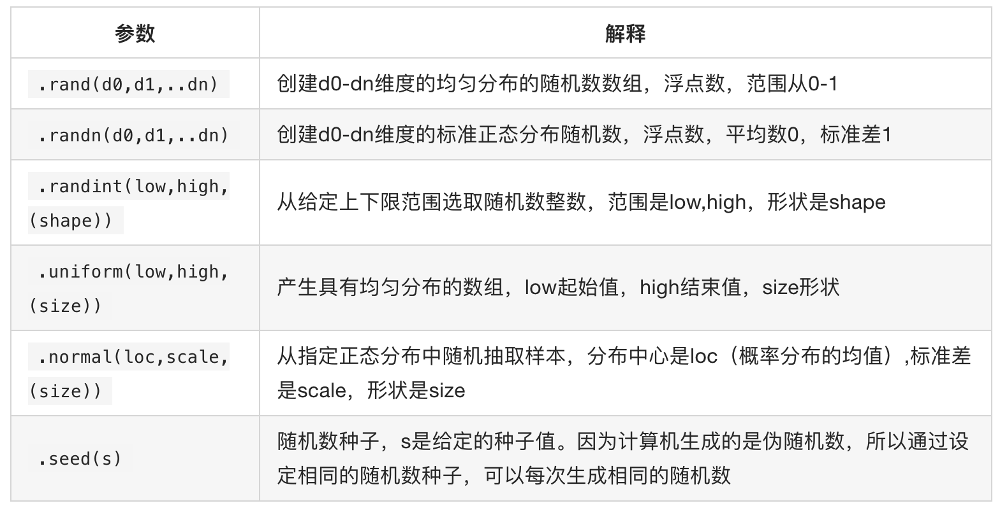 参数
解释
.rand(d0,d1,..dn)
创建d0-dn维度的均匀分布的随机数数组，浮点数，范围从0-1
.randn(d0,d1,..dn)
创建d0-dn维度的标准正态分布随机数，浮点数，平均数0，标准差1
.randint(low,high,
(shape))
从给定上下限范围选取随机数整数，范围是low,high，形状是shape
.uniform(low,high,
(size))
产生具有均匀分布的数组，low起始值，high结束值，size形状
.normal(loc,scale,
(size))
从指定正态分布中随机抽取样本，分布中心是loc（概率分布的均值）,标准差
是scale，形状是size
.seed(s)
随机数种子，s是给定的种子值。因为计算机生成的是伪随机数，所以通过设
定相同的随机数种子，可以每次生成相同的随机数